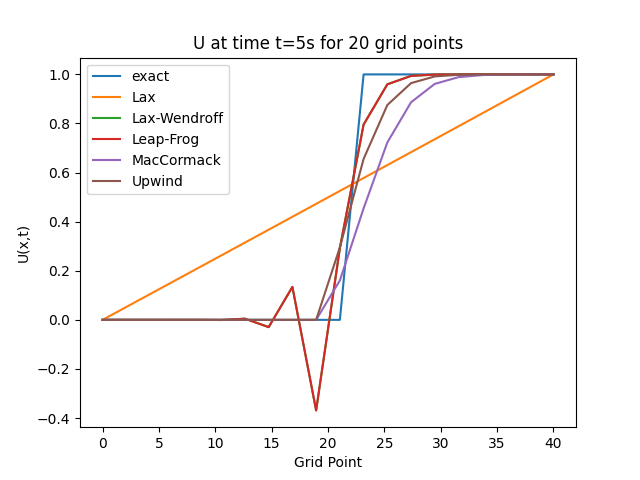 U at time t=5s for 20 grid points
exact
Lax
Lax-Wendroff
Leap-Frog
MacCormack
Upwind
1.0
0.8
0.6
0.4
0.2
0.0
−0.2
−0.4
U(x,t)
0 5 10 15 20 25 30 35 40
Grid Point